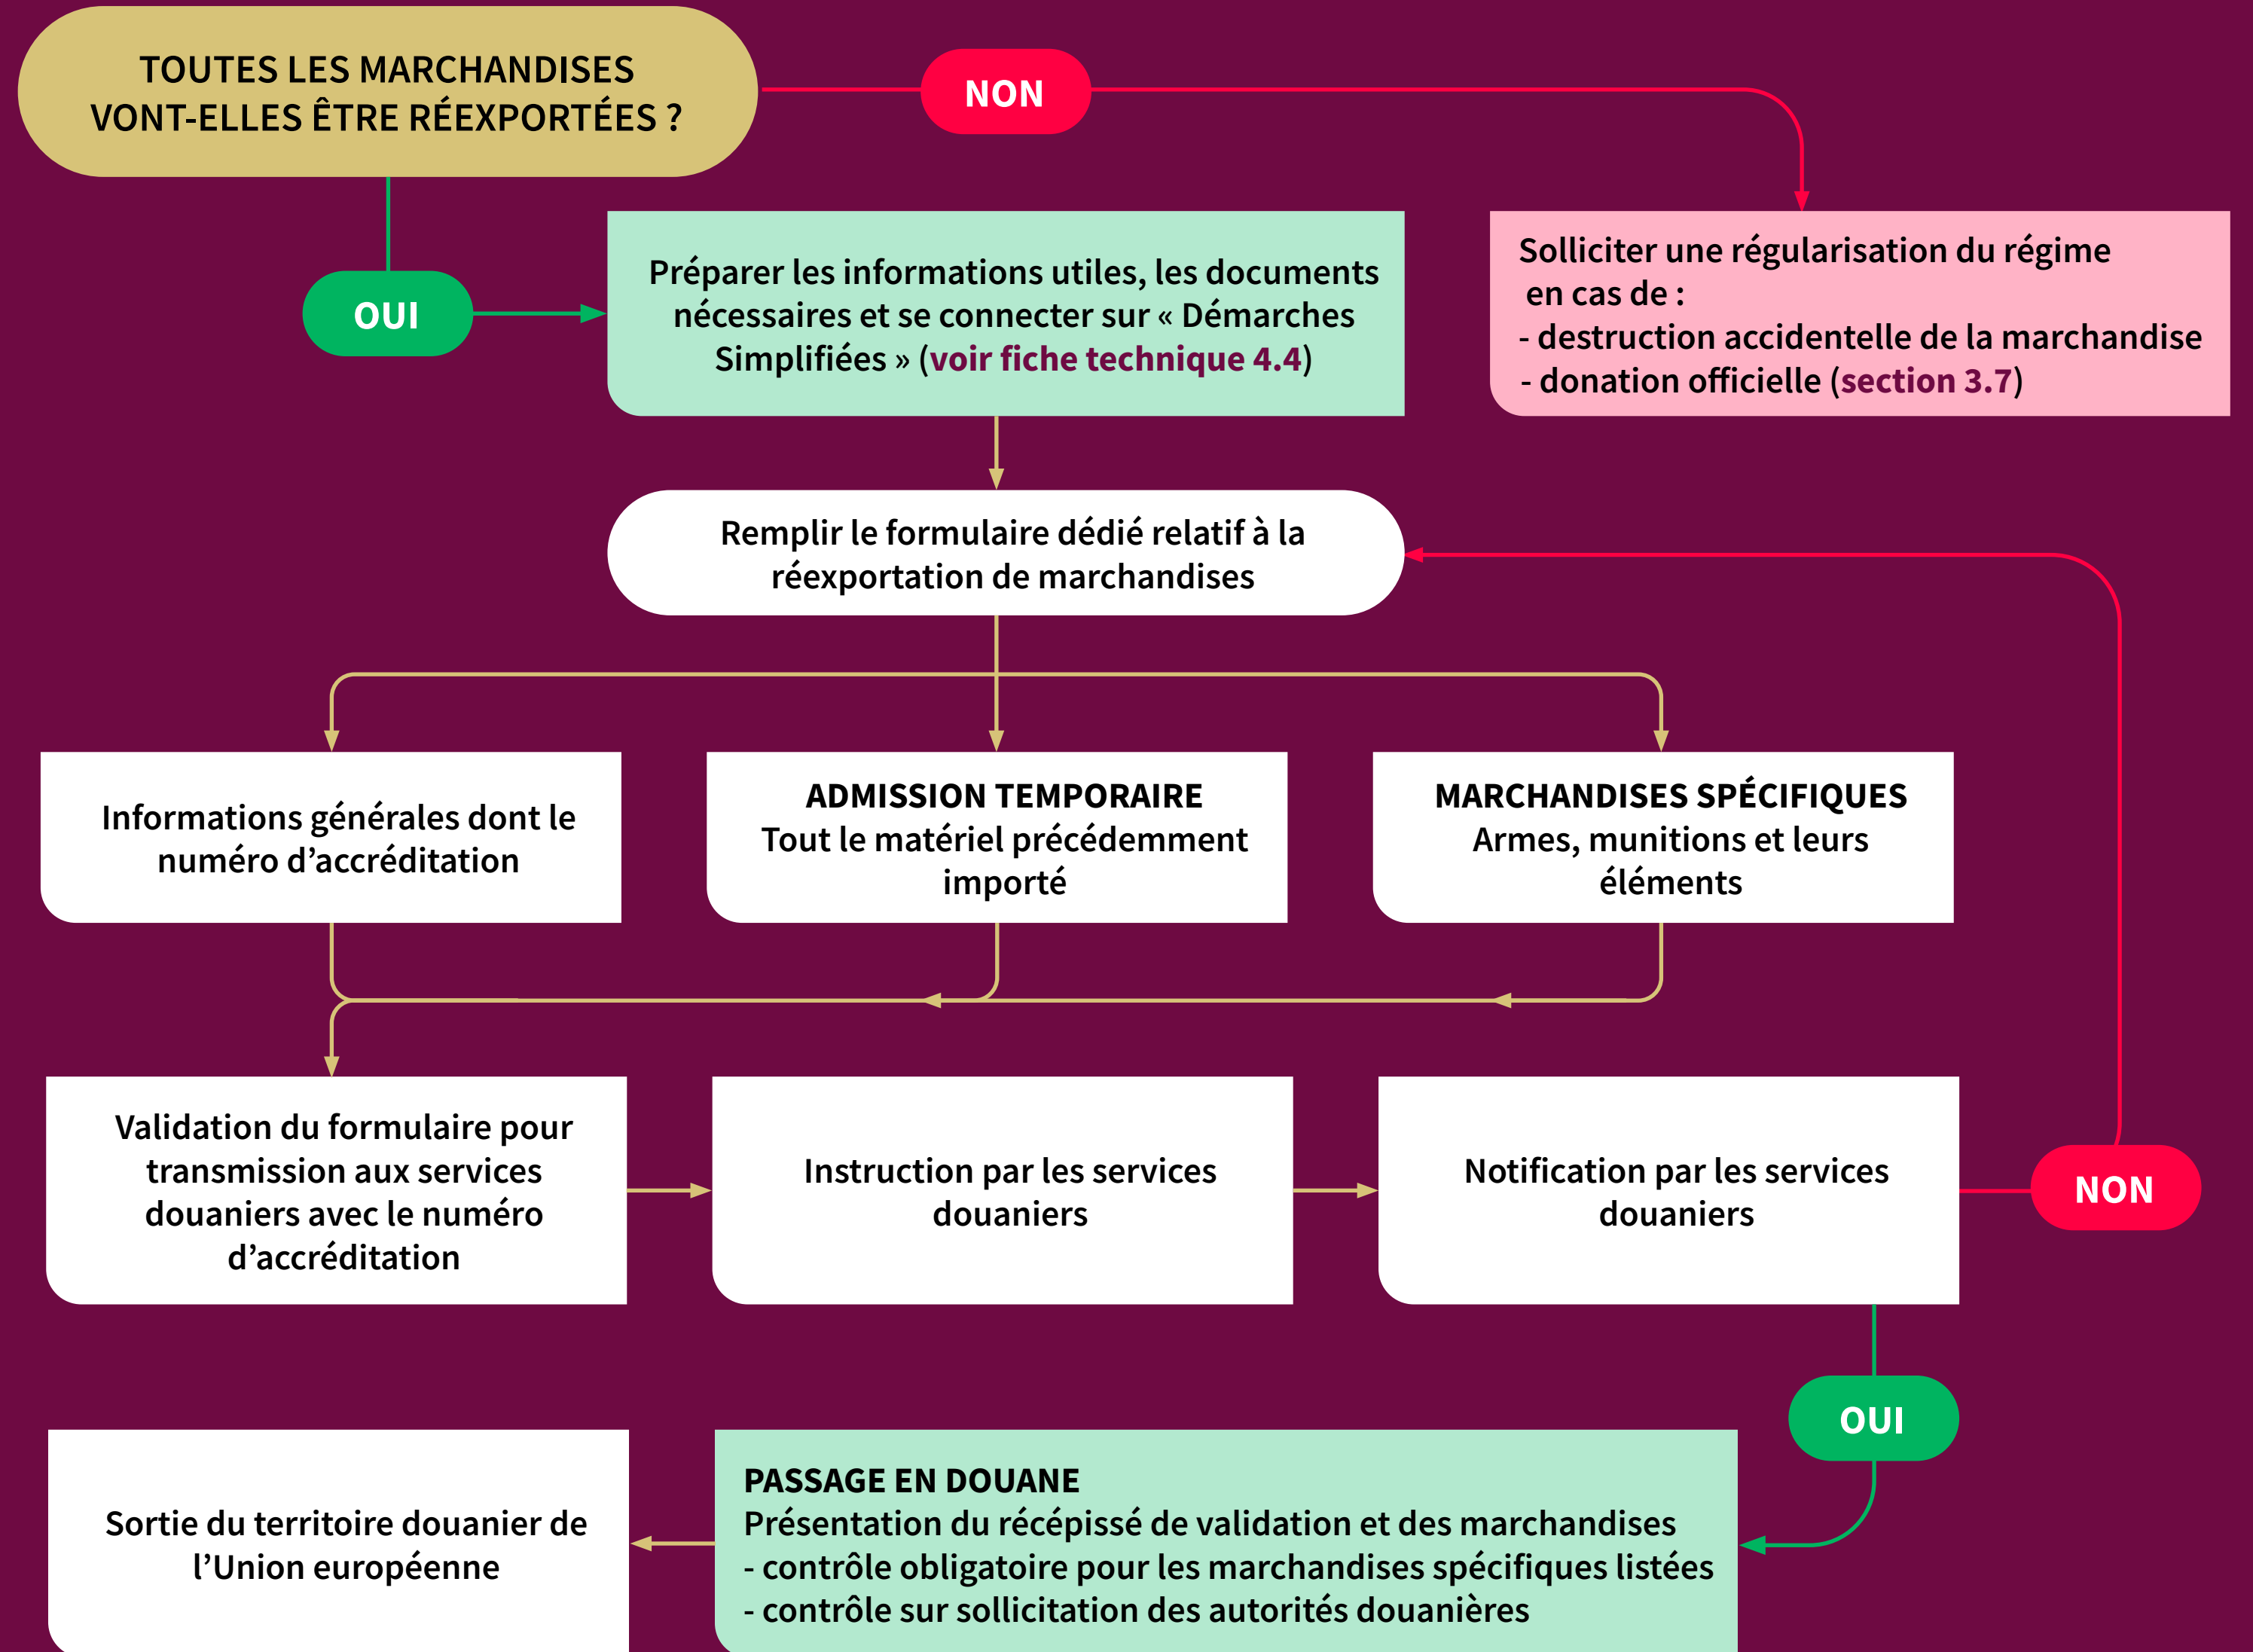 TOUTES LES MARCHANDISES
VONT-ELLES ÊTRE RÉEXPORTÉES ?
NON
OUI
Préparer les informations utiles, les documents
nécessaires et se connecter sur « Démarches
Simplifiées » (voir fiche technique 4.4)
Solliciter une régularisation du régime
en cas de :
- destruction accidentelle de la marchandise
- donation officielle (section 3.7)
Remplir le formulaire dédié relatif à la
réexportation de marchandises
Informations générales dont le
numéro d’accréditation
ADMISSION TEMPORAIRE
Tout le matériel précédemment
importé
MARCHANDISES SPÉCIFIQUES
Armes, munitions et leurs
éléments
Validation du formulaire pour
transmission aux services
douaniers avec le numéro
d’accréditation
Instruction par les services
douaniers
Notification par les services
douaniers
NON
OUI
PASSAGE EN DOUANE
Présentation du récépissé de validation et des marchandises
- contrôle obligatoire pour les marchandises spécifiques listées
- contrôle sur sollicitation des autorités douanières
Sortie du territoire douanier de
l’Union européenne